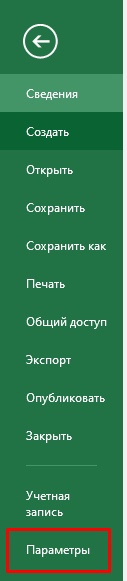 Сведения
Создать
Открыть
Сохранить
Сохранить как
Печать
Общий доступ
Экспорт
Опубликовать
Закрыть
Учетная
запись
Параметры